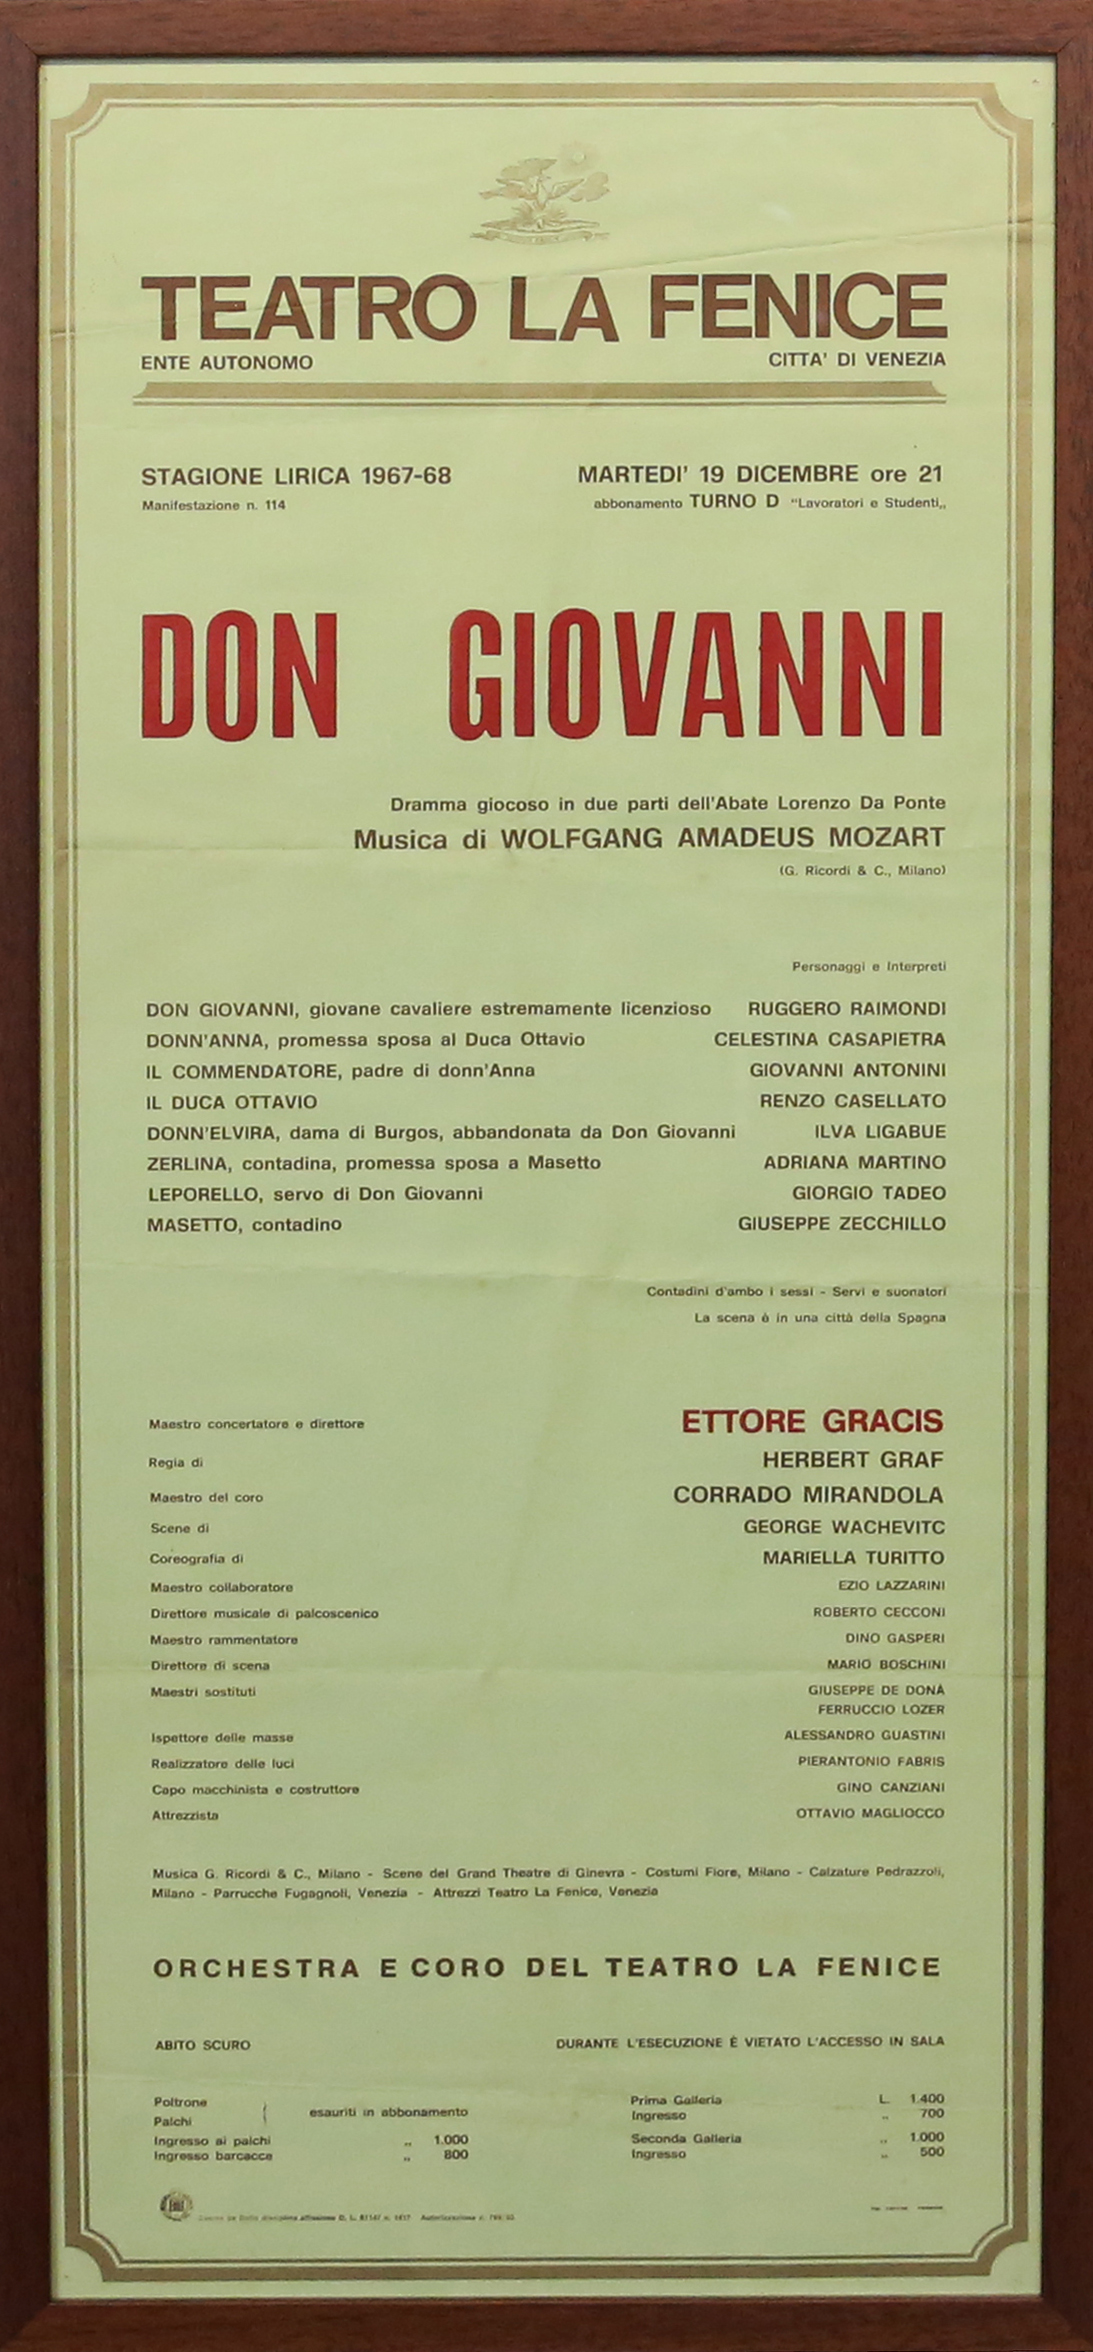 TEATRO LA FENICE
ENTE AUTONOMO CITTA' DI VENEZIA
STAGIONE LIRICA 1967-68 MARTEDI' 19 DICEMBRE ore 21
Manifestazione n. 114 abbonamento TURNO D "Lavoratori e Studenti„
DON GIOVANNI
Dramma giocoso in due parti dell'Abate Lorenzo Da Ponte
Musica di WOLFGANG AMADEUS MOZART
(G. Ricordi & C., Milano)
Personaggi e Interpreti
DON GIOVANNI, giovane cavaliere estremamente licenzioso RUGGERO RAIMONDI
DONN'ANNA, promessa sposa al Duca Ottavio CELESTINA CASAPIETRA
IL COMMENDATORE, padre di donn'Anna GIOVANNI ANTONINI
IL DUCA OTTAVIO RENZO CASELLATO
DONN'ELVIRA, dama di Burgos, abbandonata da Don Giovanni ILVA LIGABUE
ZERLINA, contadina, promessa sposa a Masetto ADRIANA MARTINO
LEPORELLO, servo di Don Giovanni GIORGIO TADEO
MASETTO, contadino GIUSEPPE ZECCHILLO
Contadini d'ambo i sessi - Servi e suonatori
La scena è in una città della Spagna
Maestro concertatore e direttore ETTORE GRACIS
Regia di HERBERT GRAF
Maestro del coro CORRADO MIRANDOLA
Scene di GEORGE WACHEVITC
Coreografia di MARIELLA TURITTO
Maestro collaboratore EZIO LAZZARINI
Direttore musicale di palcoscenico ROBERTO CECCONI
Maestro rammentatore DINO GASPERI
Direttore di scena MARIO BOSCHINI
Maestri sostituti GIUSEPPE DE DONÀ
FERRUCCIO LOZER
Ispettore delle masse ALESSANDRO GUASTINI
Realizzatore delle luci PIERANTONIO FABRIS
Capo macchinista e costruttore GINO CANZIANI
Attrezzista OTTAVIO MAGLIOCCO
Musica G. Ricordi & C., Milano - Scene del Grand Theatre di Ginevra - Costumi Fiore, Milano - Calzature Pedrazzoli,
Milano - Parrucche Fugagnoli, Venezia - Attrezzi Teatro La Fenice, Venezia
ORCHESTRA E CORO DEL TEATRO LA FENICE
ABITO SCURO DURANTE L'ESECUZIONE È VIETATO L'ACCESSO IN SALA
Poltrone Prima Galleria L. 1.400
esauriti in abbonamento
Palchi Ingresso „ 700
Ingresso ai palchi „ 1.000 Seconda Galleria „ 1.000
Ingresso barcacce „ 800 Ingresso „ 500